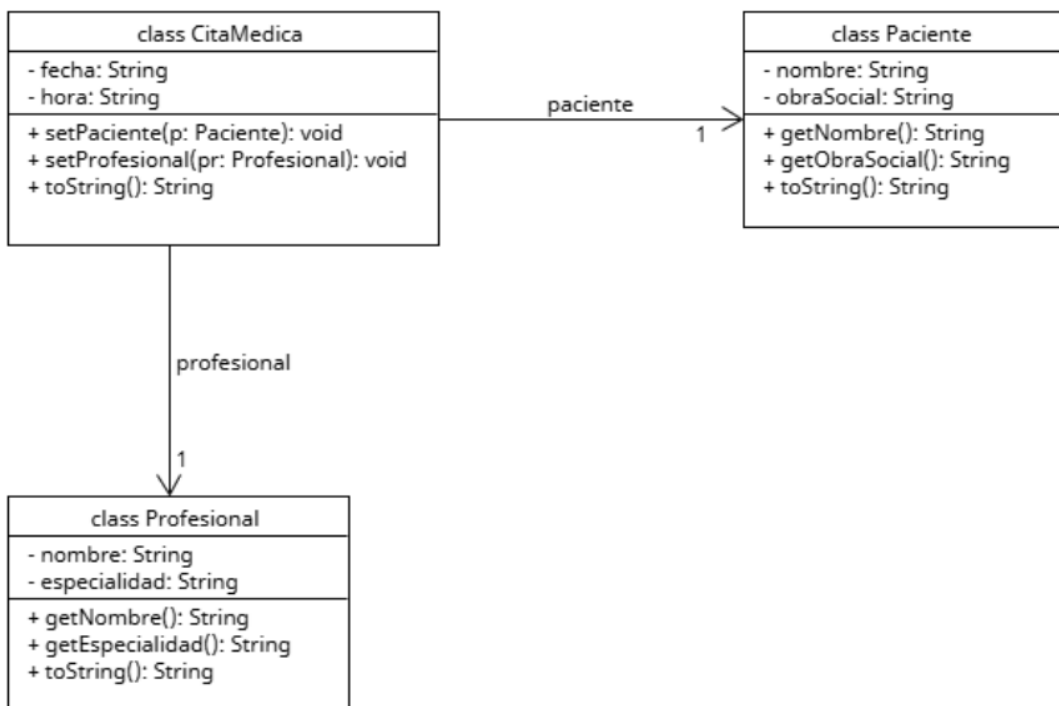 class CitaMedica
- fecha: String
- hora: String
+ setPaciente(p: Paciente): void
+ setProfesional(pr: Profesional): void
+ toString(): String
paciente
1
class Paciente
- nombre: String
- obraSocial: String
+ getNombre(): String
+ getObraSocial(): String
+ toString(): String
profesional
1
class Profesional
- nombre: String
- especialidad: String
+ getNombre(): String
+ getEspecialidad(): String
+ toString(): String